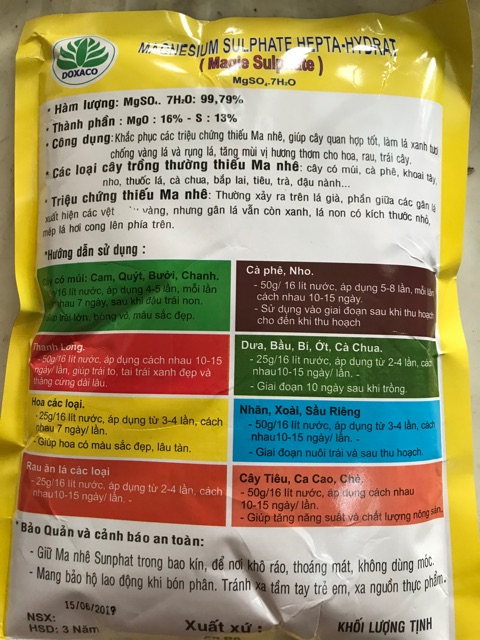 DOXACO
MAGNESIUM SULPHATE HEPTA-HYDRAT
( Magie Sulphate )
MgSO₄.7H₂O
• Hàm lượng: MgSO₄. 7H₂O: 99,79%
• Thành phần : MgO : 16% - S : 13%
• Công dụng: Khắc phục các triệu chứng thiếu Ma nhê, giúp cây quan hợp tốt, làm lá xanh tươi
chống vàng lá và rụng lá, tăng mùi vị hương thơm cho hoa, rau, trái cây.
• Các loại cây trồng thường thiếu Ma nhê: cây có múi, cà phê, khoai tây,
nho, thuốc lá, cà chua, bắp lai, tiêu, trà, đậu nành...
• Triệu chứng thiếu Ma nhê: Thường xảy ra trên lá già, phần giữa các gân lá
xuất hiện các vệt vàng, nhưng gân lá vẫn còn xanh, lá non có kích thước nhỏ,
mép lá hơi cong lên phía trên.
*Hướng dẫn sử dụng :
có múi: Cam, Quýt, Bưởi, Chanh.
/16 lít nước, áp dụng 4-5 lần, mỗi lần
nhau 7 ngày, sau khi đậu trái non.
trái lớn, bóng vỏ, màu sắc đẹp.
Cà phê, Nho.
- 50g/ 16 lít nước, áp dụng 5-8 lần, mỗi lần
cách nhau 10-15 ngày.
- Sử dụng vào giai đoạn sau khi thu hoạch
cho đến khi thu hoạch
Thanh Long.
- 50g/16 lít nước, áp dụng cách nhau 10-15
ngày/ lần, giúp trái to, tai trái xanh đẹp và
thẳng cứng dài lâu.
Dưa, Bầu, Bí, Ớt, Cà Chua.
- 25g/16 lít nước, áp dụng từ 2-4 lần, cách
nhau10-15 ngày/ lần. -
- Giai đoạn 10 ngày sau khi trồng.
Hoa các loại.
-25g/16 lít nước, áp dụng từ 3-4 lần, cách
nhau 7 ngày/ lần.
-Giúp hoa có màu sắc đẹp, lâu tàn.
Nhãn, Xoài, Sầu Riêng
- 50g/16 lít nước, áp dụng từ 3-4 lần, cách
nhau10-15 ngày/ lần. -
- Giai đoạn nuôi trái và sau thu hoạch.
Rau ăn lá các loại
-25g/16 lít nước, áp dụng từ 2-4 lần, cách
nhau10-15 ngày/ lần. -
Cây Tiêu, Ca Cao, Chè.
- 50g/16 lít nước, áp dụng cách nhau
10-15 ngày/ lần.
- Giúp tăng năng suất và chất lượng nông sản.
*Bảo Quản và cảnh báo an toàn:
- Giữ Ma nhê Sunphat trong bao kín, để nơi khô ráo, thoáng mát, không dùng móc.
- Mang bảo hộ lao động khi bón phân. Tránh xa tầm tay trẻ em, xa nguồn thực phẩm.
15/06/2019
NSX:
HSD: 3 Năm
Xuất xứ :
KHỐI LƯỢNG TỊNH